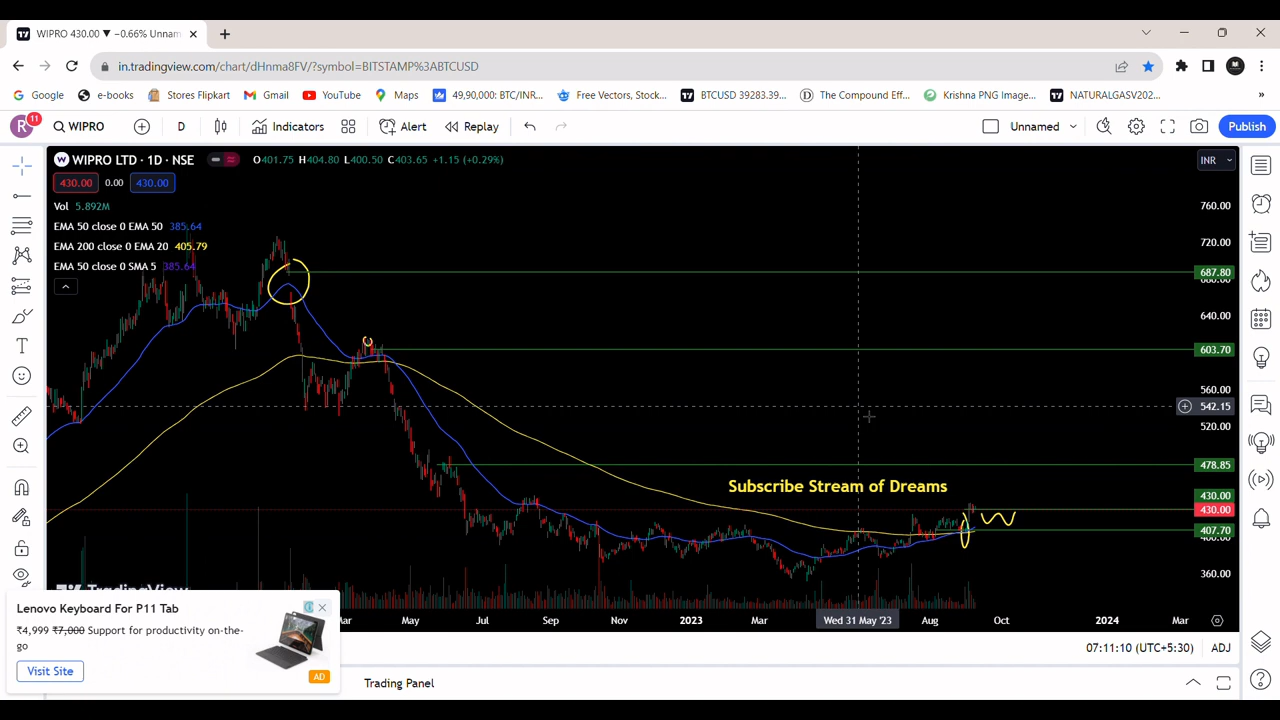 WIPRO 430.00 ▼ −0.66% Unnam
in.tradingview.com/chart/dHnma8FV/?symbol=BITSTAMP%3ABTCUSD
Google e-books Stores Flipkart Gmail YouTube Maps 49,90,000: BTC/INR... Free Vectors, Stock... BTCUSD 39283.39... The Compound Eff... Krishna PNG Image... NATURALGASV202... »
R 11 WIPRO D Indicators Alert Replay Unnamed Publish
WIPRO LTD · 1D · NSE O401.75 H404.80 L400.50 C403.65 +1.15 (+0.29%) INR
430.00 0.00 430.00
Vol 5.892M
EMA 50 close 0 EMA 50 385.64
EMA 200 close 0 EMA 20 405.79
EMA 50 close 0 SMA 5 385.64
760.00
720.00
687.80
680.00
640.00
603.70
560.00
542.15
520.00
478.85
Subscribe Stream of Dreams
430.00
430.00
407.70
400.00
360.00
TradingView
Mar May Jul Sep Nov 2023 Mar Wed 31 May '23 Aug Oct 2024 Mar
07:11:10 (UTC+5:30) ADJ
Lenovo Keyboard For P11 Tab
₹4,999 ₹7,000 Support for productivity on-the-
go
Visit Site
AD
Trading Panel